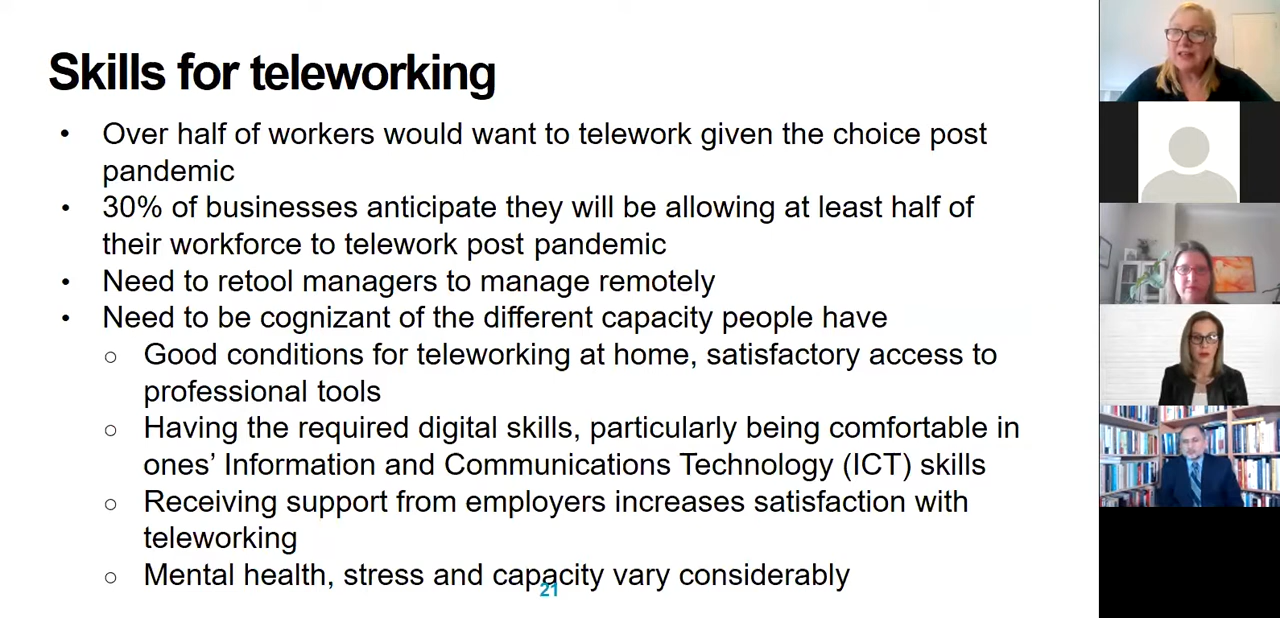 Skills for teleworking
• Over half of workers would want to telework given the choice post
pandemic
• 30% of businesses anticipate they will be allowing at least half of
their workforce to telework post pandemic
• Need to retool managers to manage remotely
• Need to be cognizant of the different capacity people have
○ Good conditions for teleworking at home, satisfactory access to
professional tools
○ Having the required digital skills, particularly being comfortable in
ones’ Information and Communications Technology (ICT) skills
○ Receiving support from employers increases satisfaction with
teleworking
○ Mental health, stress and capacity vary considerably
21